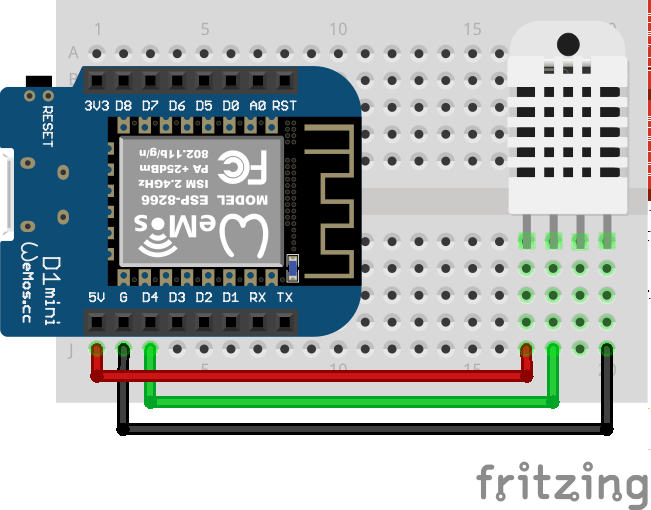 1 5 10 15 20
A
B
3V3 D8 D7 D6 D5 D0 A0 RST
RESET
802.11b/g/n
PA +25dBm
ISM 2.4GHz
FC
MODEL ESP-8266
WeMos
D1mini
WeMos.cc
5V G D4 D3 D2 D1 RX TX
J
5 10 15 20
fritzing